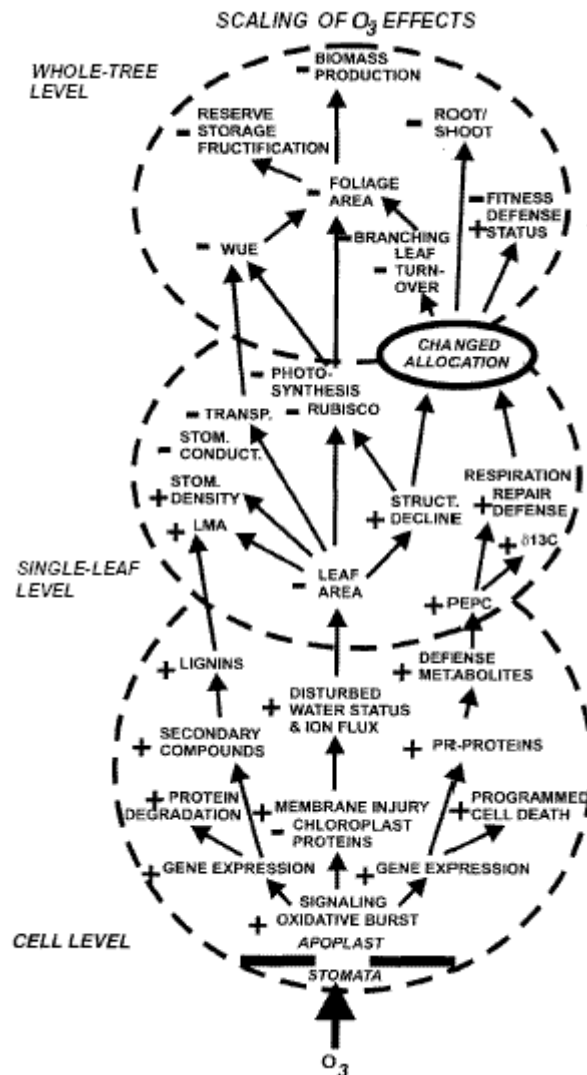 SCALING OF O3 EFFECTS
WHOLE-TREE
LEVEL
- BIOMASS
PRODUCTION
RESERVE
- STORAGE
FRUCTIFICATION
- ROOT/
SHOOT
- FOLIAGE
AREA
- FITNESS
+ DEFENSE
STATUS
- WUE
- BRANCHING
LEAF
- TURN-
OVER
CHANGED
ALLOCATION
- PHOTO-
SYNTHESIS
- RUBISCO
- TRANSP.
- STOM.
CONDUCT.
+ STOM.
DENSITY
+ LMA
+ STRUCT.
DECLINE
RESPIRATION
+ REPAIR
DEFENSE
+ δ13C
SINGLE-LEAF
LEVEL
- LEAF
AREA
+ PEPC
+ LIGNINS
+ DEFENSE
METABOLITES
+ DISTURBED
WATER STATUS
& ION FLUX
+ SECONDARY
COMPOUNDS
+ PR-PROTEINS
+ PROTEIN
DEGRADATION
+ MEMBRANE INJURY
- CHLOROPLAST
PROTEINS
+ PROGRAMMED
CELL DEATH
+ GENE EXPRESSION
+ GENE EXPRESSION
SIGNALING
+ OXIDATIVE BURST
CELL LEVEL
APOPLAST
STOMATA
O3